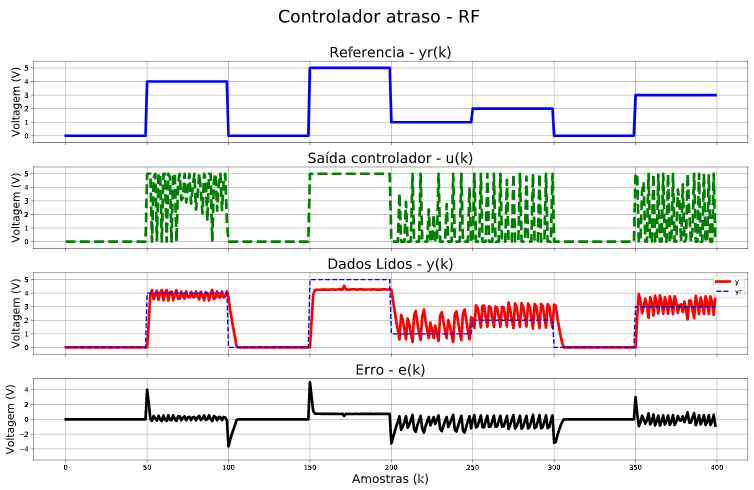 Controlador atraso - RF
Referencia - yr(k)
Voltagem (V)
5
4
3
2
1
0
Saída controlador - u(k)
Voltagem (V)
5
4
3
2
1
0
Dados Lidos - y(k)
Voltagem (V)
5
4
3
2
1
0
y
yr
Erro - e(k)
Voltagem (V)
4
2
0
−2
−4
0 50 100 150 200 250 300 350 400
Amostras (k)